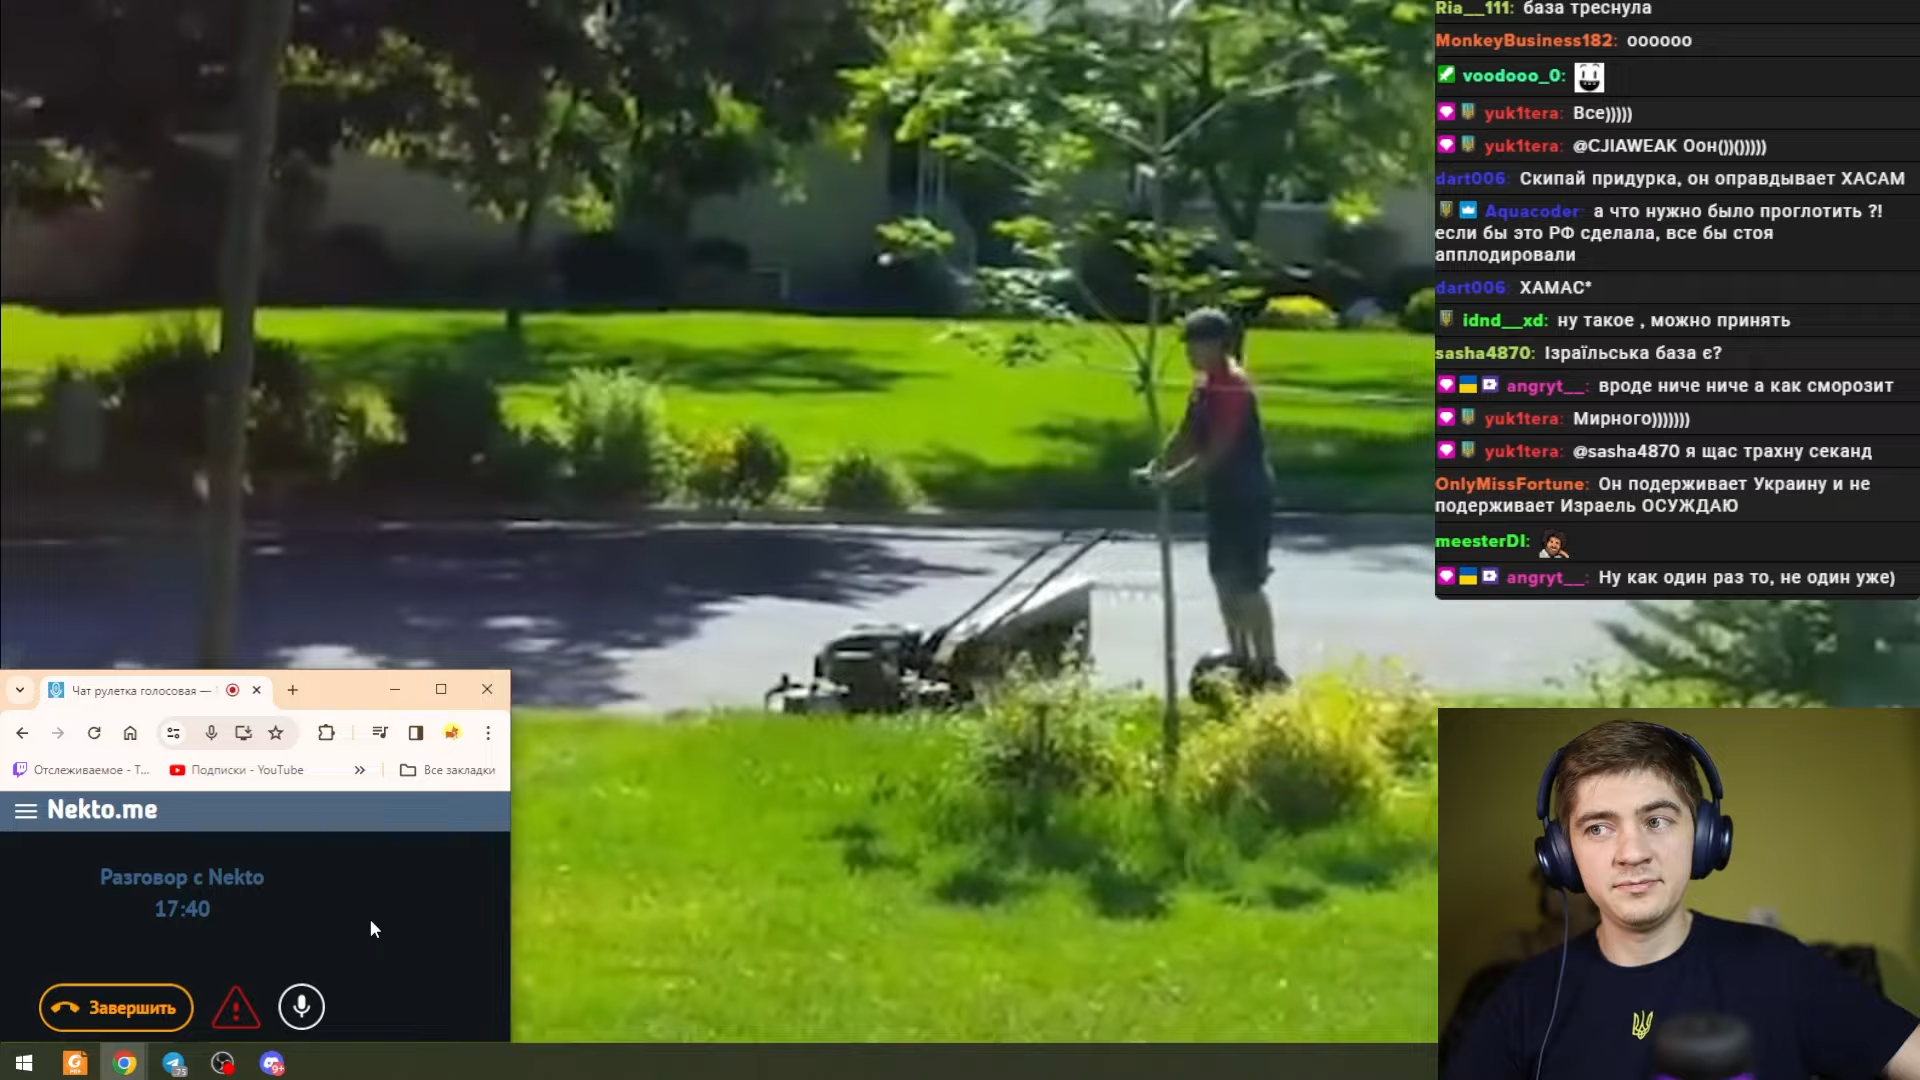 Ria__111: база треснула
MonkeyBusiness182: оооооо
voodooo_0:
yuk1tera: Все)))))
yuk1tera: @CJIAWEAK Оон())())))))
dart006: Скипай придурка, он оправдывает ХАСАМ
Aquacoder: а что нужно было проглотить ?!
если бы это РФ сделала, все бы стоя
апплодировали
dart006: ХАМАС*
idnd__xd: ну такое , можно принять
sasha4870: Ізраїльська база є?
angryt__: вроде ниче ниче а как сморозит
yuk1tera: Мирного)))))))
yuk1tera: @sasha4870 я щас трахну секанд
OnlyMissFortune: Он подерживает Украину и не
подерживает Израель ОСУЖДАЮ
meesterDI:
angryt__: Ну как один раз то, не один уже)
Чат рулетка голосовая —
Отслеживаемое - T...
Подписки - YouTube
Все закладки
Nekto.me
Разговор с Nekto
17:40
Завершить